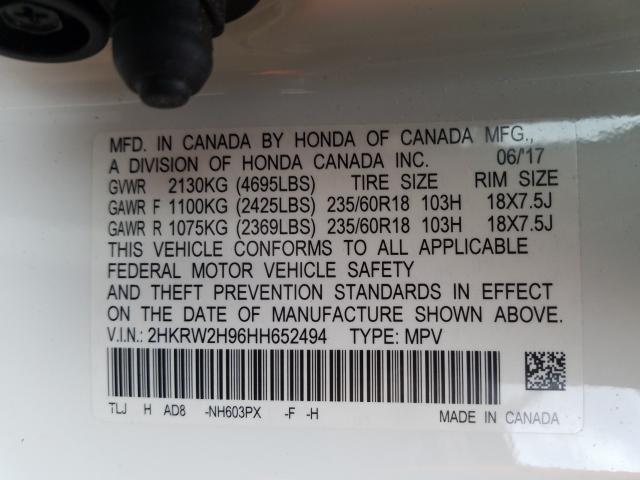 MFD. IN CANADA BY HONDA OF CANADA MFG.,
A DIVISION OF HONDA CANADA INC. 06/'17
GVWR 2130KG (4695LBS) TIRE SIZE RIM SIZE
GAWR F 1100KG (2425LBS) 235/60R18 103H 18X7.5J
GAWR R 1075KG (2369LBS) 235/60R18 103H 18X7.5J
THIS VEHICLE CONFORMS TO ALL APPLICABLE
FEDERAL MOTOR VEHICLE SAFETY
AND THEFT PREVENTION STANDARDS IN EFFECT
ON THE DATE OF MANUFACTURE SHOWN ABOVE.
V.I.N.: 2HKRW2H96HH652494 TYPE: MPV
TLJ H AD8 -NH603PX -F -H MADE IN CANADA